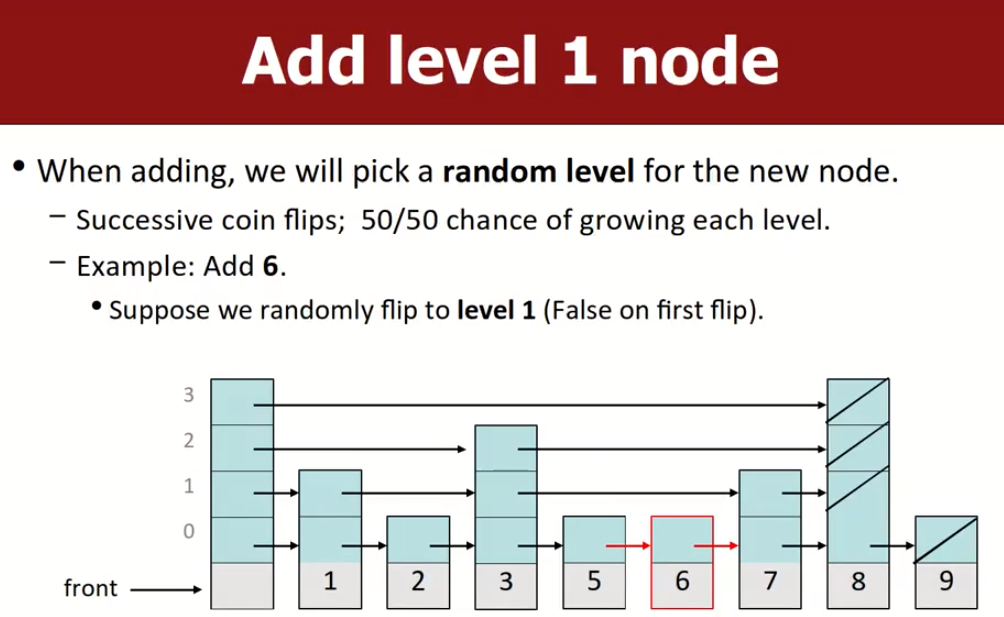 Add level 1 node
• When adding, we will pick a random level for the new node.
– Successive coin flips;  50/50 chance of growing each level.
– Example: Add 6.
• Suppose we randomly flip to level 1 (False on first flip).
3
2
1
0
front 1 2 3 5 6 7 8 9